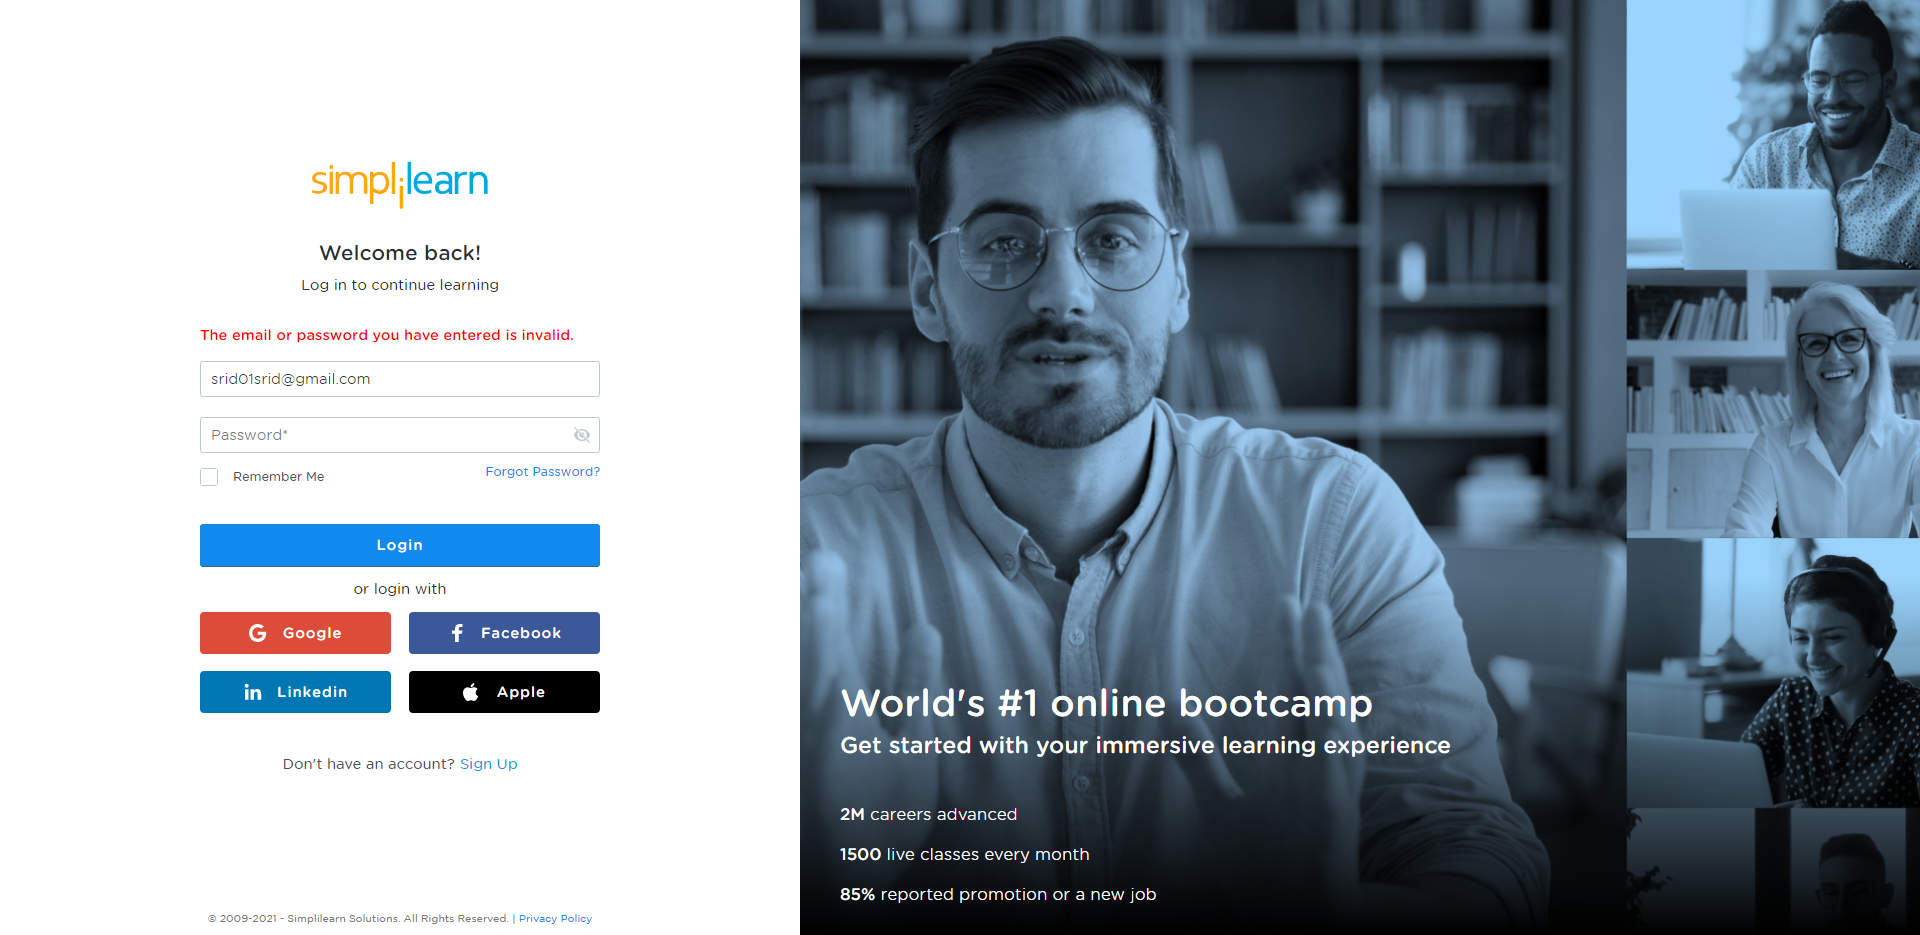 simplilearn
Welcome back!
Log in to continue learning
The email or password you have entered is invalid.
srid01srid@gmail.com
Password*
Remember Me
Forgot Password?
Login
or login with
Google
Facebook
Linkedin
Apple
Don't have an account? Sign Up
© 2009-2021 - Simplilearn Solutions. All Rights Reserved. | Privacy Policy
World's #1 online bootcamp
Get started with your immersive learning experience
2M careers advanced
1500 live classes every month
85% reported promotion or a new job